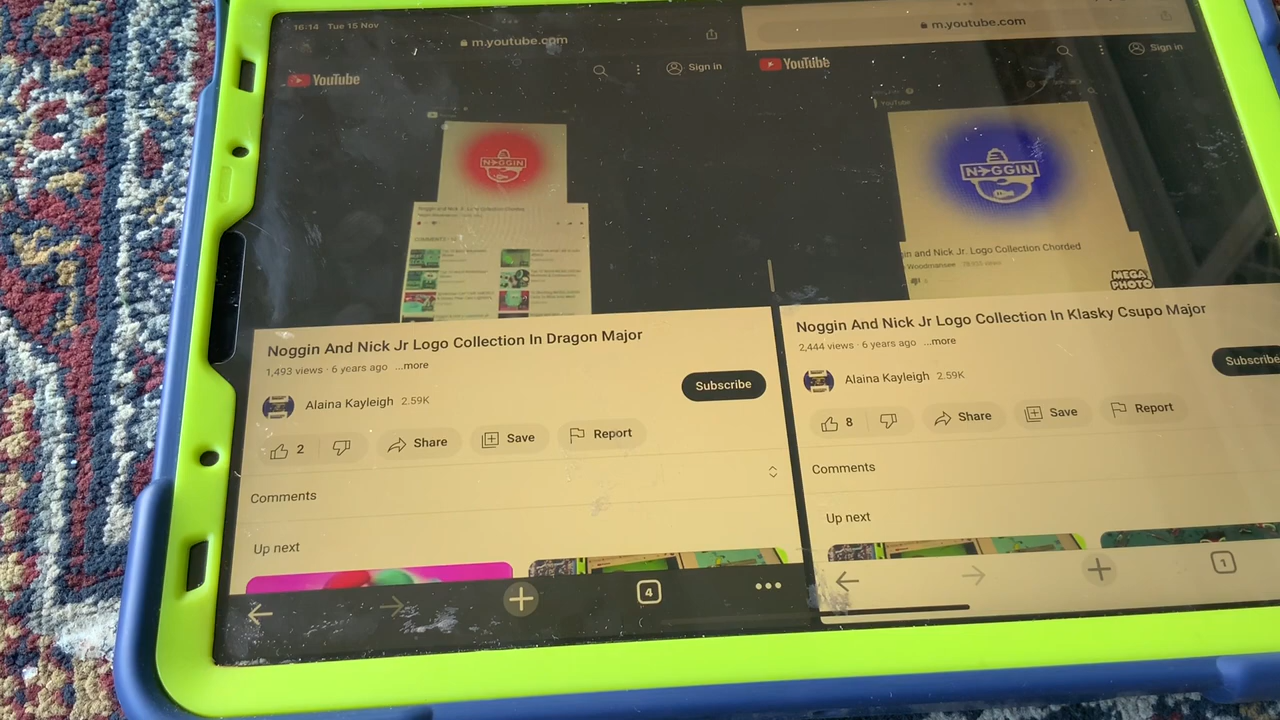 16:14 Tue 15 Nov
m.youtube.com
YouTube
Sign in
NOGGIN
COMMENTS
Noggin And Nick Jr Logo Collection In Dragon Major
1,493 views · 6 years ago ...more
Alaina Kayleigh 2.59K
Subscribe
2
Share
Save
Report
Comments
Up next
4
m.youtube.com
YouTube
Sign in
YouTube
NOGGIN
in and Nick Jr. Logo Collection Chorded
Woodmansee
MEGA
PHOTO
Noggin And Nick Jr Logo Collection In Klasky Csupo Major
2,444 views · 6 years ago ...more
Alaina Kayleigh 2.59K
Subscribe
8
Share
Save
Report
Comments
Up next
1